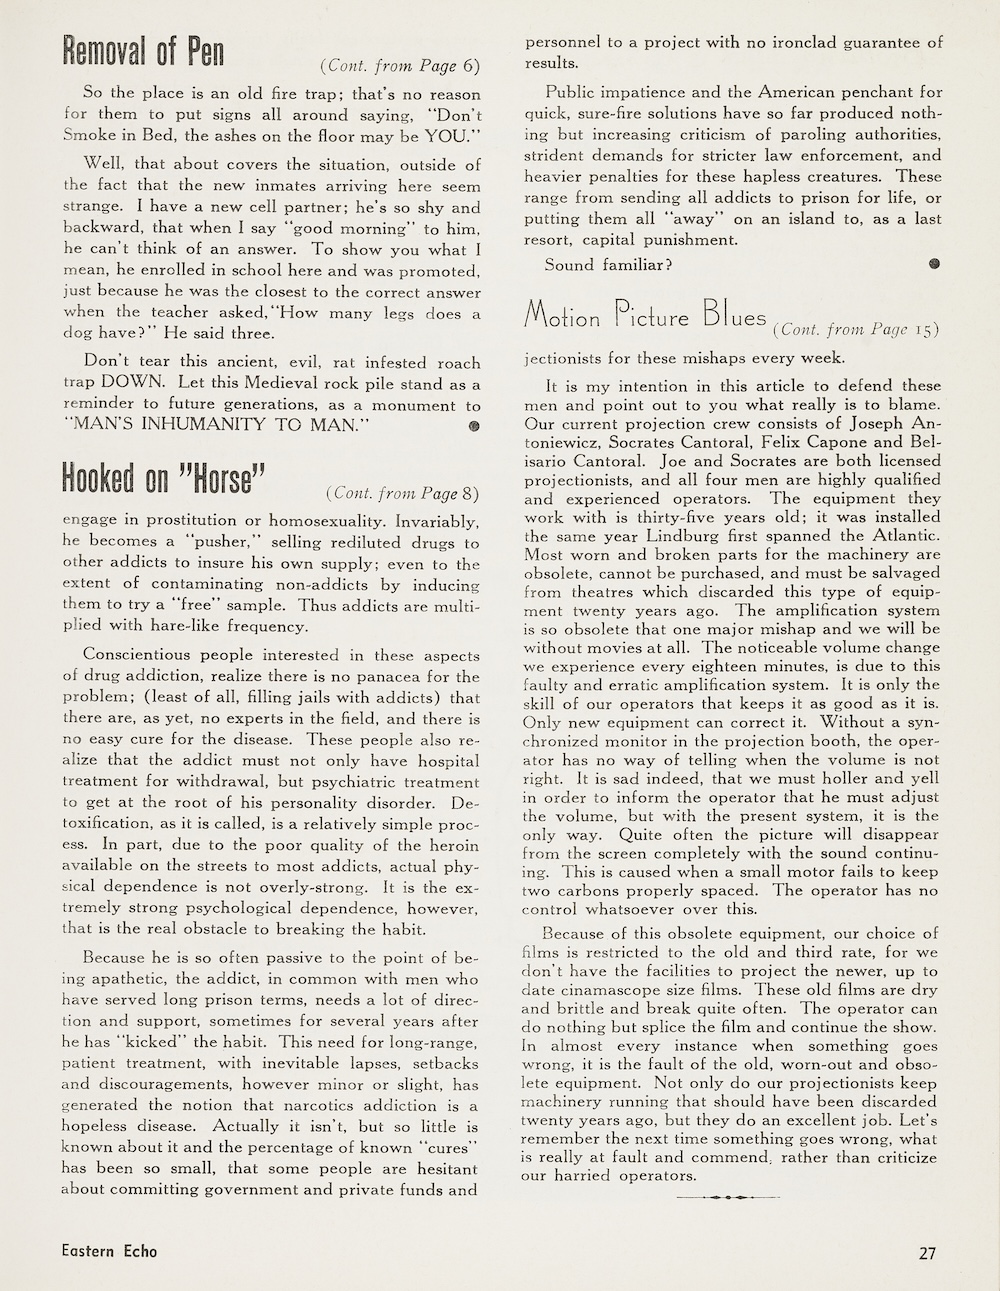 Removal of Pen
(Cont. from Page 6)
So the place is an old fire trap; that's no reason
for them to put signs all around saying, "Don't
Smoke in Bed, the ashes on the floor may be YOU."
Well, that about covers the situation, outside of
the fact that the new inmates arriving here seem
strange. I have a new cell partner; he's so shy and
backward, that when I say "good morning" to him,
he can't think of an answer. To show you what I
mean, he enrolled in school here and was promoted,
just because he was the closest to the correct answer
when the teacher asked,"How many legs does a
dog have?" He said three.
Don't tear this ancient, evil, rat infested roach
trap DOWN. Let this Medieval rock pile stand as a
reminder to future generations, as a monument to
"MAN'S INHUMANITY TO MAN."
Hooked on "Horse"
(Cont. from Page 8)
engage in prostitution or homosexuality. Invariably,
he becomes a "pusher," selling rediluted drugs to
other addicts to insure his own supply; even to the
extent of contaminating non-addicts by inducing
them to try a "free" sample. Thus addicts are multi-
plied with hare-like frequency.
Conscientious people interested in these aspects
of drug addiction, realize there is no panacea for the
problem; (least of all, filling jails with addicts) that
there are, as yet, no experts in the field, and there is
no easy cure for the disease. These people also re-
alize that the addict must not only have hospital
treatment for withdrawal, but psychiatric treatment
to get at the root of his personality disorder. De-
toxification, as it is called, is a relatively simple proc-
ess. In part, due to the poor quality of the heroin
available on the streets to most addicts, actual phy-
sical dependence is not overly-strong. It is the ex-
tremely strong psychological dependence, however,
that is the real obstacle to breaking the habit.
Because he is so often passive to the point of be-
ing apathetic, the addict, in common with men who
have served long prison terms, needs a lot of direc-
tion and support, sometimes for several years after
he has "kicked" the habit. This need for long-range,
patient treatment, with inevitable lapses, setbacks
and discouragements, however minor or slight, has
generated the notion that narcotics addiction is a
hopeless disease. Actually it isn't, but so little is
known about it and the percentage of known "cures"
has been so small, that some people are hesitant
about committing government and private funds and
personnel to a project with no ironclad guarantee of
results.
Public impatience and the American penchant for
quick, sure-fire solutions have so far produced noth-
ing but increasing criticism of paroling authorities,
strident demands for stricter law enforcement, and
heavier penalties for these hapless creatures. These
range from sending all addicts to prison for life, or
putting them all "away" on an island to, as a last
resort, capital punishment.
Sound familiar?
Motion Picture Blues
(Cont. from Page 15)
jectionists for these mishaps every week.
It is my intention in this article to defend these
men and point out to you what really is to blame.
Our current projection crew consists of Joseph An-
toniewicz, Socrates Cantoral, Felix Capone and Bel-
isario Cantoral. Joe and Socrates are both licensed
projectionists, and all four men are highly qualified
and experienced operators. The equipment they
work with is thirty-five years old; it was installed
the same year Lindburg first spanned the Atlantic.
Most worn and broken parts for the machinery are
obsolete, cannot be purchased, and must be salvaged
from theatres which discarded this type of equip-
ment twenty years ago. The amplification system
is so obsolete that one major mishap and we will be
without movies at all. The noticeable volume change
we experience every eighteen minutes, is due to this
faulty and erratic amplification system. It is only the
skill of our operators that keeps it as good as it is.
Only new equipment can correct it. Without a syn-
chronized monitor in the projection booth, the oper-
ator has no way of telling when the volume is not
right. It is sad indeed, that we must holler and yell
in order to inform the operator that he must adjust
the volume, but with the present system, it is the
only way. Quite often the picture will disappear
from the screen completely with the sound continu-
ing. This is caused when a small motor fails to keep
two carbons properly spaced. The operator has no
control whatsoever over this.
Because of this obsolete equipment, our choice of
films is restricted to the old and third rate, for we
don't have the facilities to project the newer, up to
date cinamascope size films. These old films are dry
and brittle and break quite often. The operator can
do nothing but splice the film and continue the show.
In almost every instance when something goes
wrong, it is the fault of the old, worn-out and obso-
lete equipment. Not only do our projectionists keep
machinery running that should have been discarded
twenty years ago, but they do an excellent job. Let's
remember the next time something goes wrong, what
is really at fault and commend, rather than criticize
our harried operators.
Eastern Echo
27